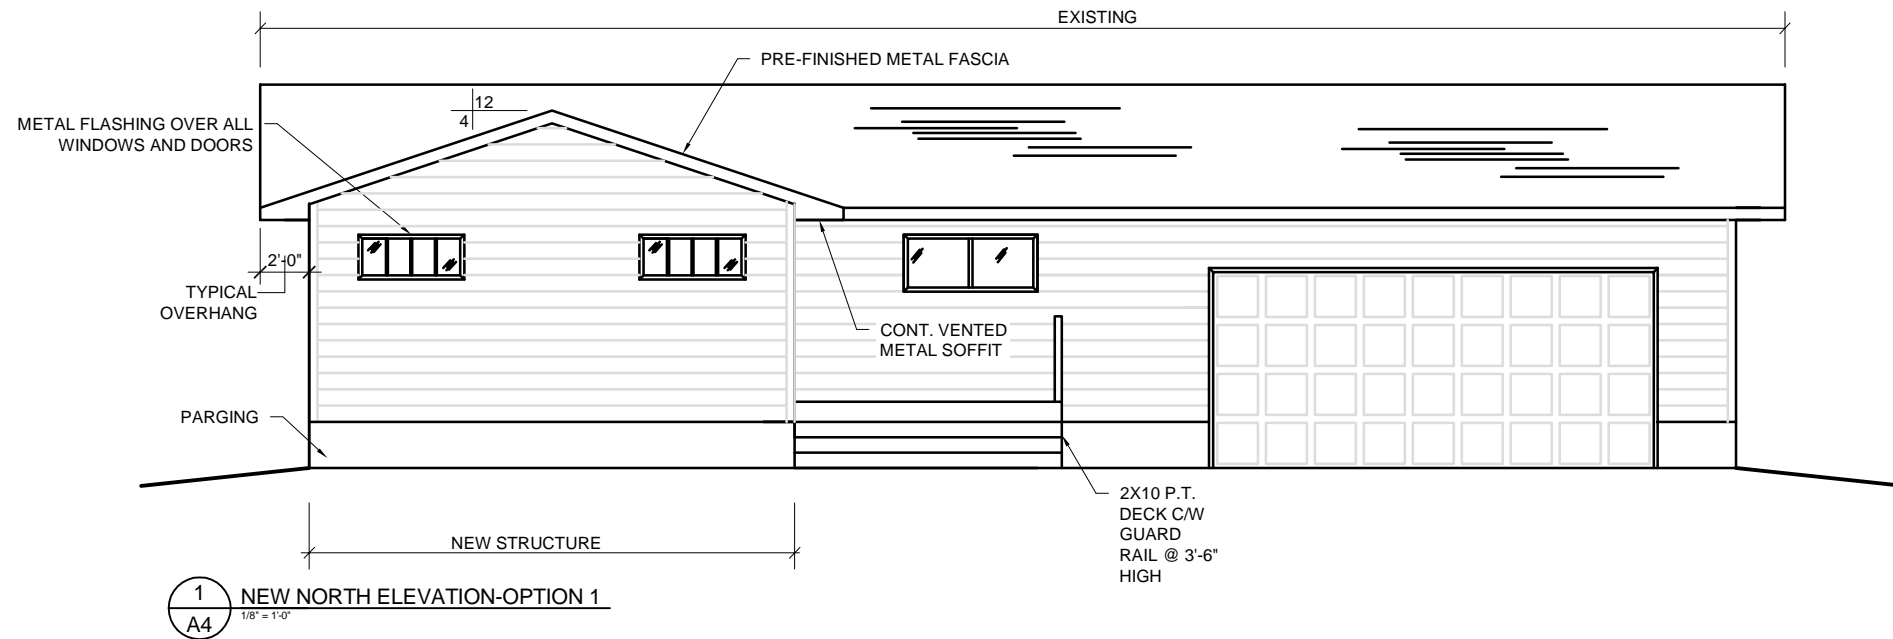 EXISTING
PRE-FINISHED METAL FASCIA
12
4
METAL FLASHING OVER ALL
WINDOWS AND DOORS
2'-0"
TYPICAL
OVERHANG
CONT. VENTED
METAL SOFFIT
PARGING
2X10 P.T.
DECK C/W
GUARD
RAIL @ 3'-6"
HIGH
NEW STRUCTURE
1
A4
NEW NORTH ELEVATION-OPTION 1
1/8" = 1'-0"